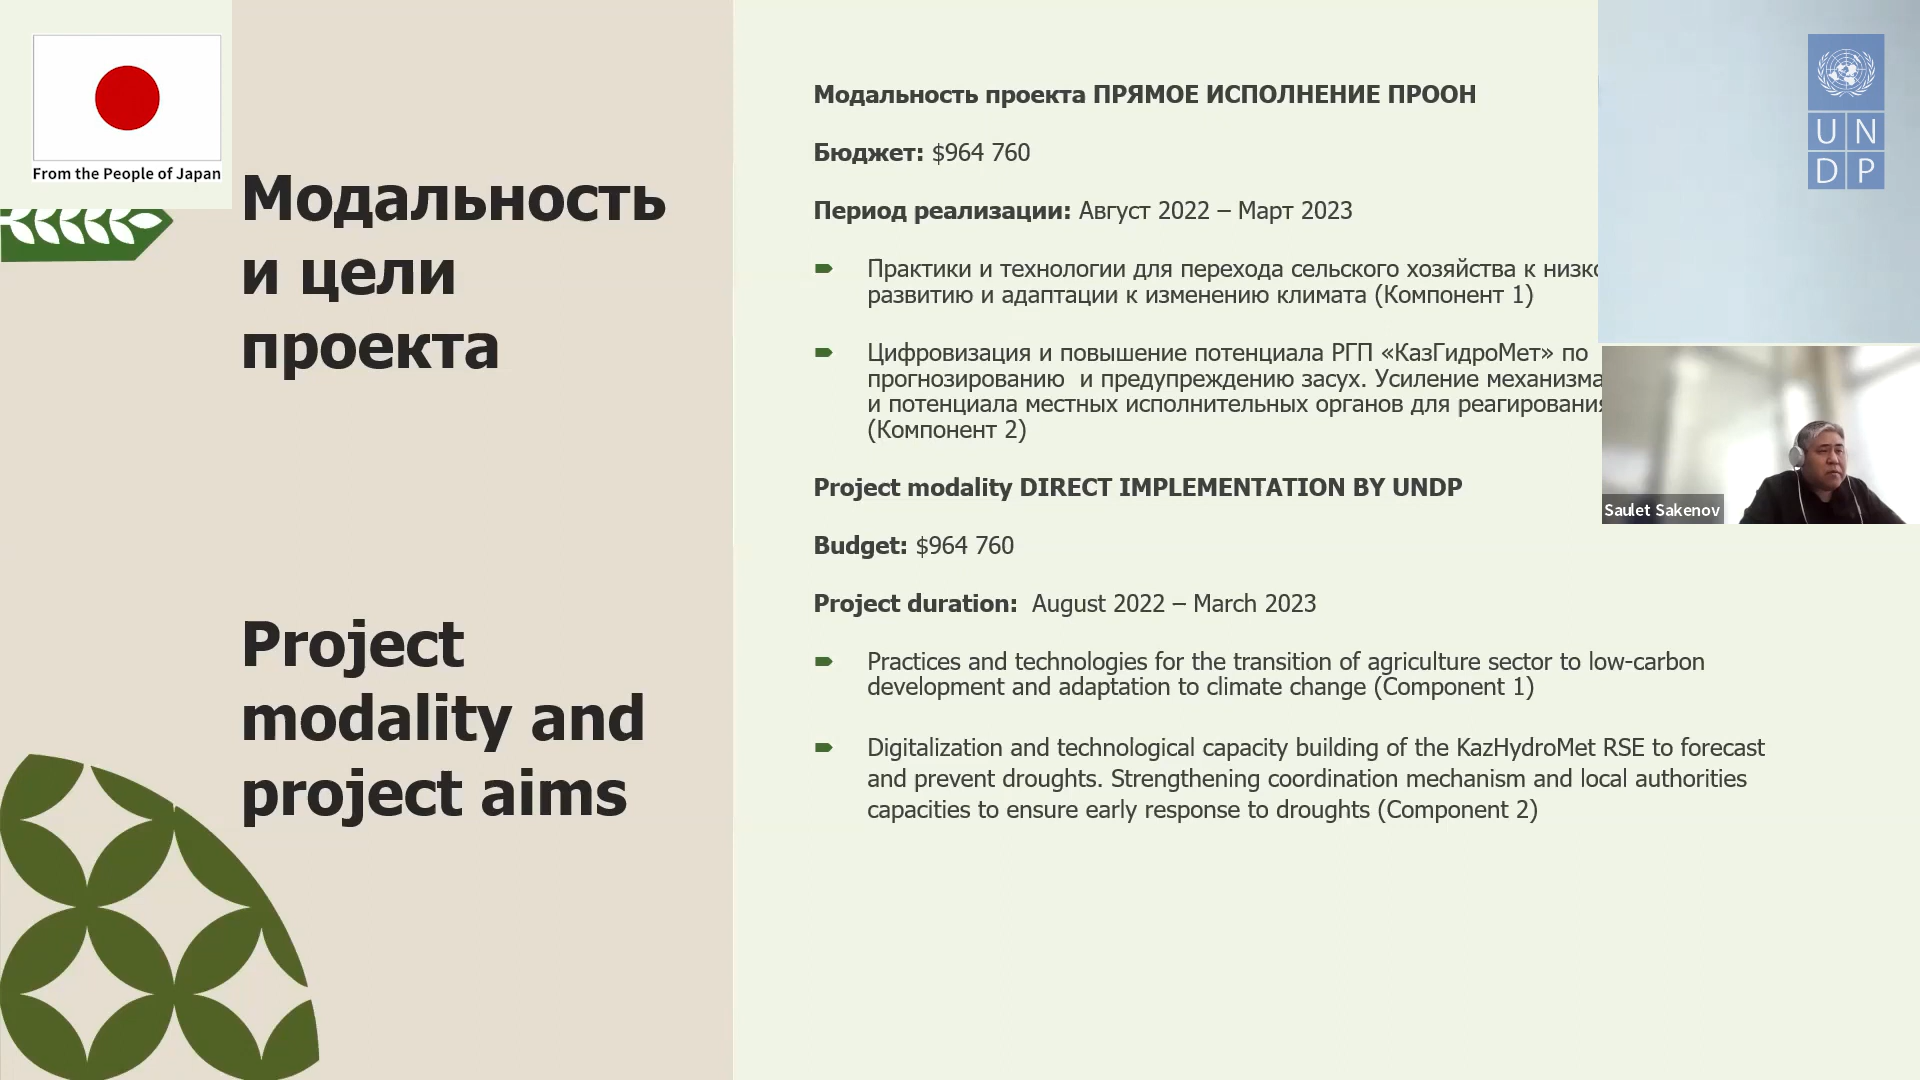 From the People of Japan
Модальность
и цели
проекта
Project
modality and
project aims
Модальность проекта ПРЯМОЕ ИСПОЛНЕНИЕ ПРООН
Бюджет: $964 760
Период реализации: Август 2022 – Март 2023
Практики и технологии для перехода сельского хозяйства к
развитию и адаптации к изменению климата (Компонент 1)
Цифровизация и повышение потенциала РГП «КазГидроМет» по
прогнозированию и предупреждению засух. Усиление механизма
и потенциала местных исполнительных органов для
(Компонент 2)
Project modality DIRECT IMPLEMENTATION BY UNDP
Budget: $964 760
Project duration: August 2022 – March 2023
Practices and technologies for the transition of agriculture sector to low-carbon
development and adaptation to climate change (Component 1)
Digitalization and technological capacity building of the KazHydroMet RSE to forecast
and prevent droughts. Strengthening coordination mechanism and local authorities
capacities to ensure early response to droughts (Component 2)
U N
D P
Saulet Sakenov